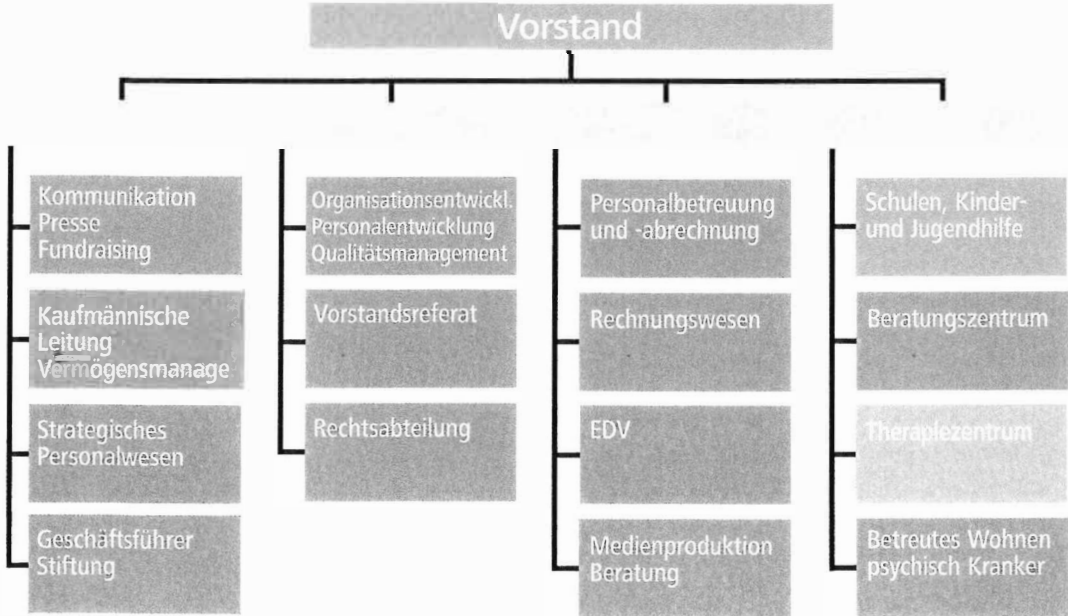 Vorstand
Kommunikation
Presse
Fundraising
Kaufmännische
Leitung
Vermögensmanage
Strategisches
Personalwesen
Geschäftsführer
Stiftung
Organisationsentwickl.
Personalentwicklung
Qualitätsmanagement
Vorstandsreferat
Rechtsabteilung
Personalbetreuung
und -abrechnung
Rechnungswesen
EDV
Medienproduktion
Beratung
Schulen, Kinder-
und Jugendhilfe
Beratungszentrum
Therapiezentrum
Betreutes Wohnen
psychisch Kranker